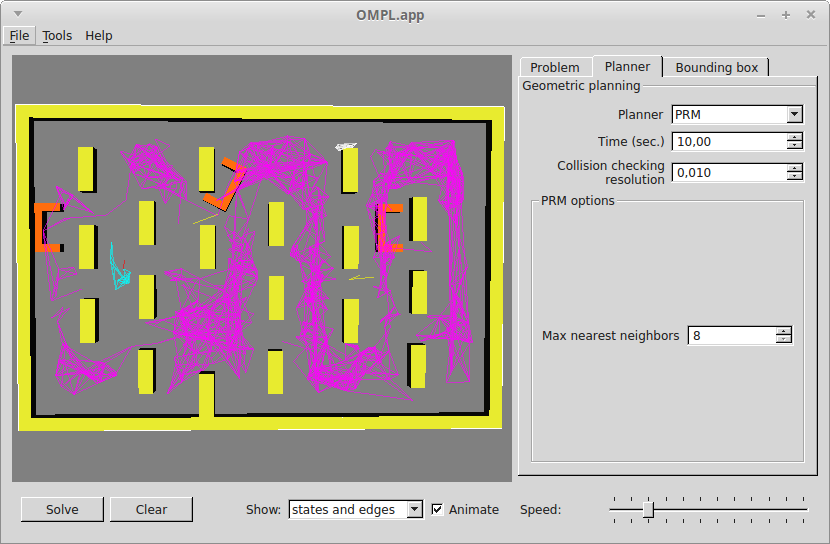 OMPL.app
File Tools Help
Problem Planner Bounding box
Geometric planning
Planner PRM
Time (sec.) 10,00
Collision checking
resolution 0,010
PRM options
Max nearest neighbors 8
Solve Clear Show: states and edges Animate Speed: